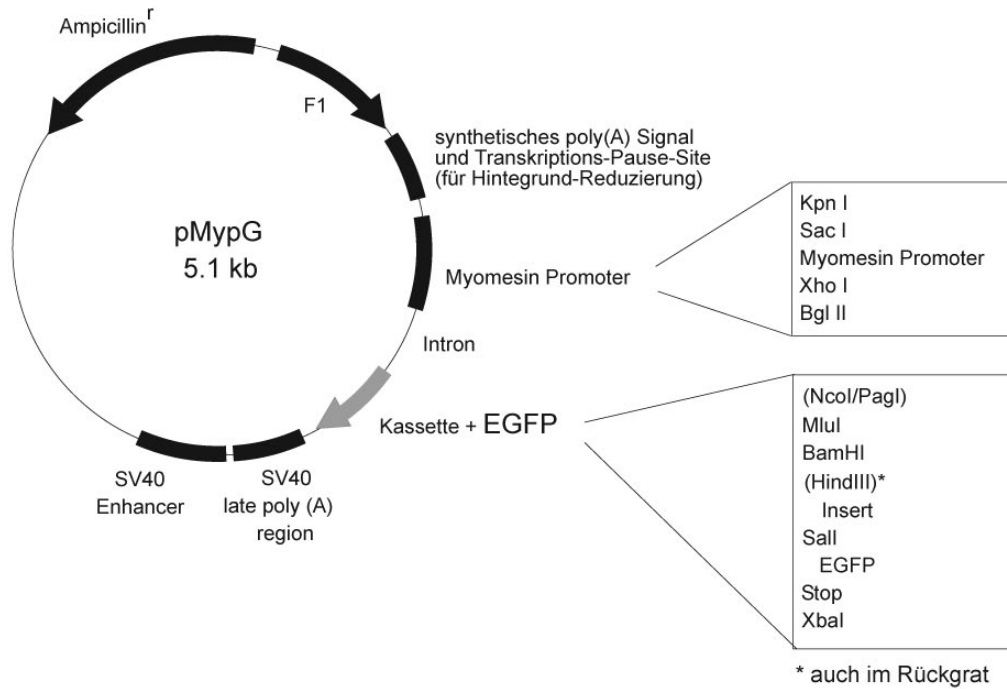 Ampicillin r
F1
synthetisches poly(A) Signal
und Transkriptions-Pause-Site
(für Hintegrund-Reduzierung)
pMypG
5.1 kb
Myomesin Promoter
Kpn I
Sac I
Myomesin Promoter
Xho I
Bgl II
Intron
Kassette + EGFP
(NcoI/PagI)
MluI
BamHI
(HindIII)*
Insert
SalI
EGFP
Stop
XbaI
SV40
Enhancer
SV40
late poly (A)
region
* auch im Rückgrat